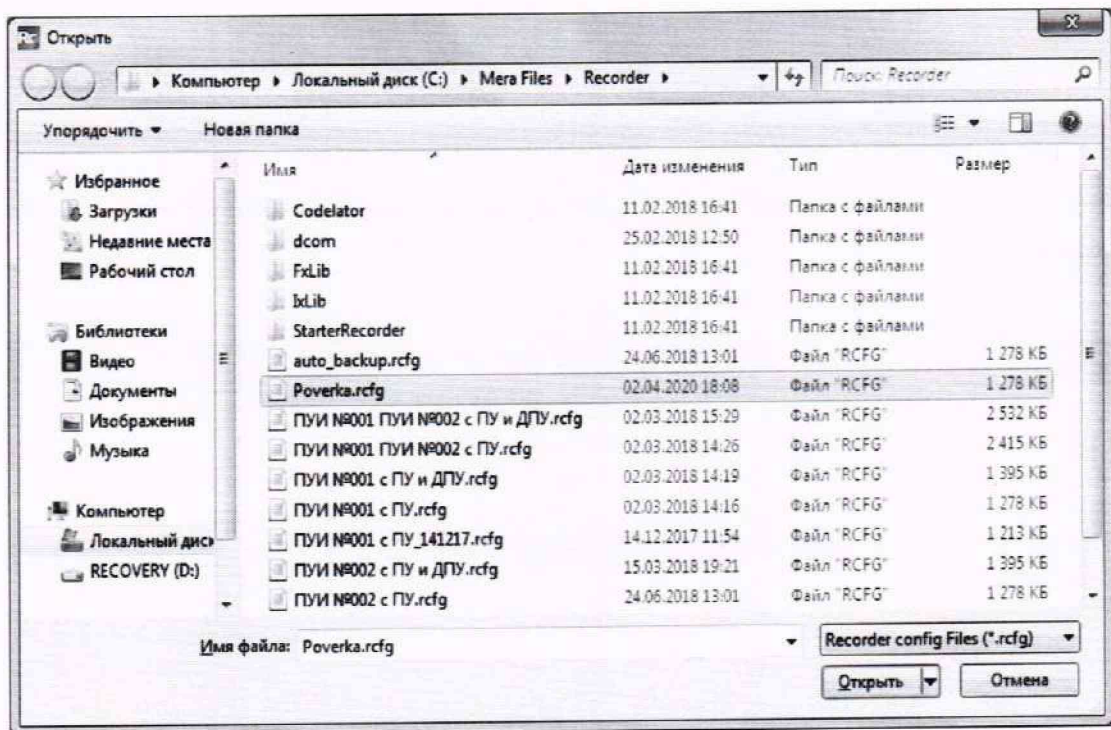 Открыть
Компьютер ▸ Локальный диск (C:) ▸ Mera Files ▸ Recorder ▸ Поиск: Recorder
Упорядочить Новая папка
Имя Дата изменения Тип Размер
Избранное
Загрузки
Недавние места
Рабочий стол
Библиотеки
Видео
Документы
Изображения
Музыка
Компьютер
Локальный диск
RECOVERY (D:)
Codelator 11.02.2018 16:41 Папка с файлами
dcom 25.02.2018 12:50 Папка с файлами
FxLib 11.02.2018 16:41 Папка с файлами
IxLib 11.02.2018 16:41 Папка с файлами
StarterRecorder 11.02.2018 16:41 Папка с файлами
auto_backup.rcfg 24.06.2018 13:01 Файл "RCFG" 1 278 КБ
Poverka.rcfg 02.04.2020 18:08 Файл "RCFG" 1 278 КБ
ПУИ №001 ПУИ №002 с ПУ и ДПУ.rcfg 02.03.2018 15:29 Файл "RCFG" 2 532 КБ
ПУИ №001 ПУИ №002 с ПУ.rcfg 02.03.2018 14:26 Файл "RCFG" 2 415 КБ
ПУИ №001 с ПУ и ДПУ.rcfg 02.03.2018 14:19 Файл "RCFG" 1 395 КБ
ПУИ №001 с ПУ.rcfg 02.03.2018 14:16 Файл "RCFG" 1 278 КБ
ПУИ №001 с ПУ_141217.rcfg 14.12.2017 11:54 Файл "RCFG" 1 213 КБ
ПУИ №002 с ПУ и ДПУ.rcfg 15.03.2018 19:21 Файл "RCFG" 1 395 КБ
ПУИ №002 с ПУ.rcfg 24.06.2018 13:01 Файл "RCFG" 1 278 КБ
Имя файла: Poverka.rcfg Recorder config Files (*.rcfg)
Открыть Отмена